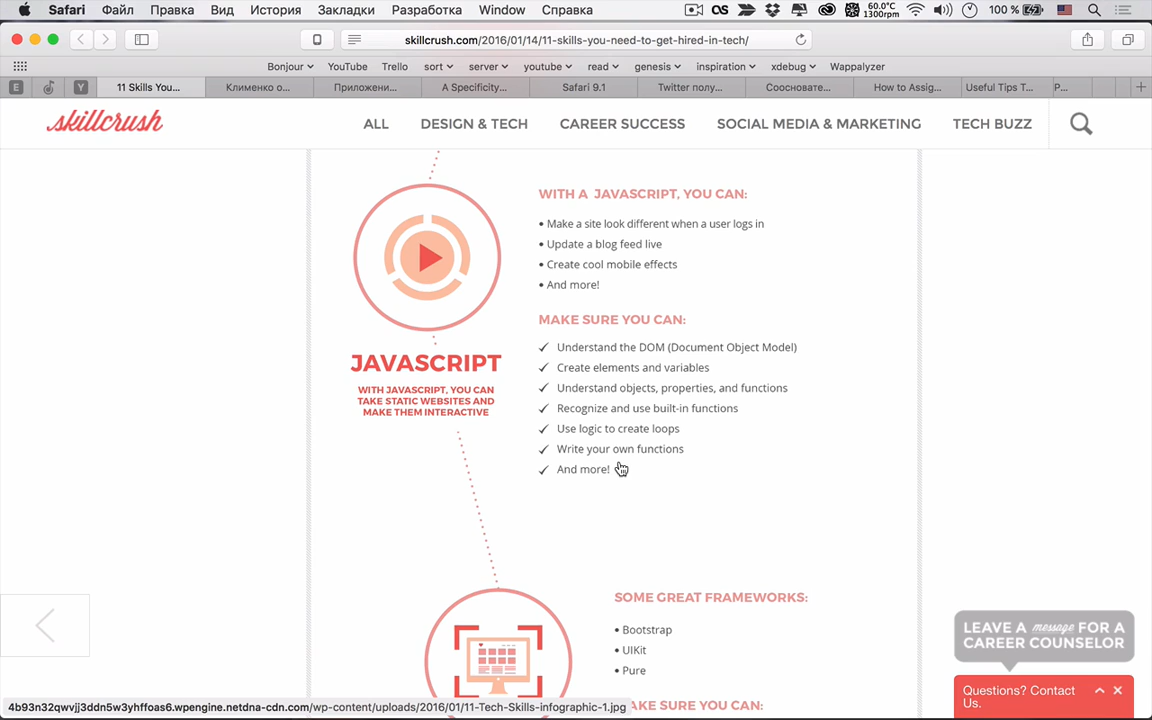 Safari Файл Правка Вид История Закладки Разработка Window Справка 60.0°C 1300rpm 100 %
skillcrush.com/2016/01/14/11-skills-you-need-to-get-hired-in-tech/
Bonjour YouTube Trello sort server youtube read genesis inspiration xdebug Wappalyzer
E Y 11 Skills You... Клименко о... Приложени... A Specificity... Safari 9.1 Twitter полу... Соосновате... How to Assig... Useful Tips T... P...
skillcrush ALL DESIGN & TECH CAREER SUCCESS SOCIAL MEDIA & MARKETING TECH BUZZ
WITH A JAVASCRIPT, YOU CAN:
• Make a site look different when a user logs in
• Update a blog feed live
• Create cool mobile effects
• And more!
MAKE SURE YOU CAN:
✓ Understand the DOM (Document Object Model)
✓ Create elements and variables
✓ Understand objects, properties, and functions
✓ Recognize and use built-in functions
✓ Use logic to create loops
✓ Write your own functions
✓ And more!
JAVASCRIPT
WITH JAVASCRIPT, YOU CAN
TAKE STATIC WEBSITES AND
MAKE THEM INTERACTIVE
SOME GREAT FRAMEWORKS:
• Bootstrap
• UIKit
• Pure
AKE SURE YOU CAN:
LEAVE A message FOR A
CAREER COUNSELOR
Questions? Contact
Us.
4b93n32qwvjj3ddn5w3yhffoas6.wpengine.netdna-cdn.com/wp-content/uploads/2016/01/11-Tech-Skills-infographic-1.jpg